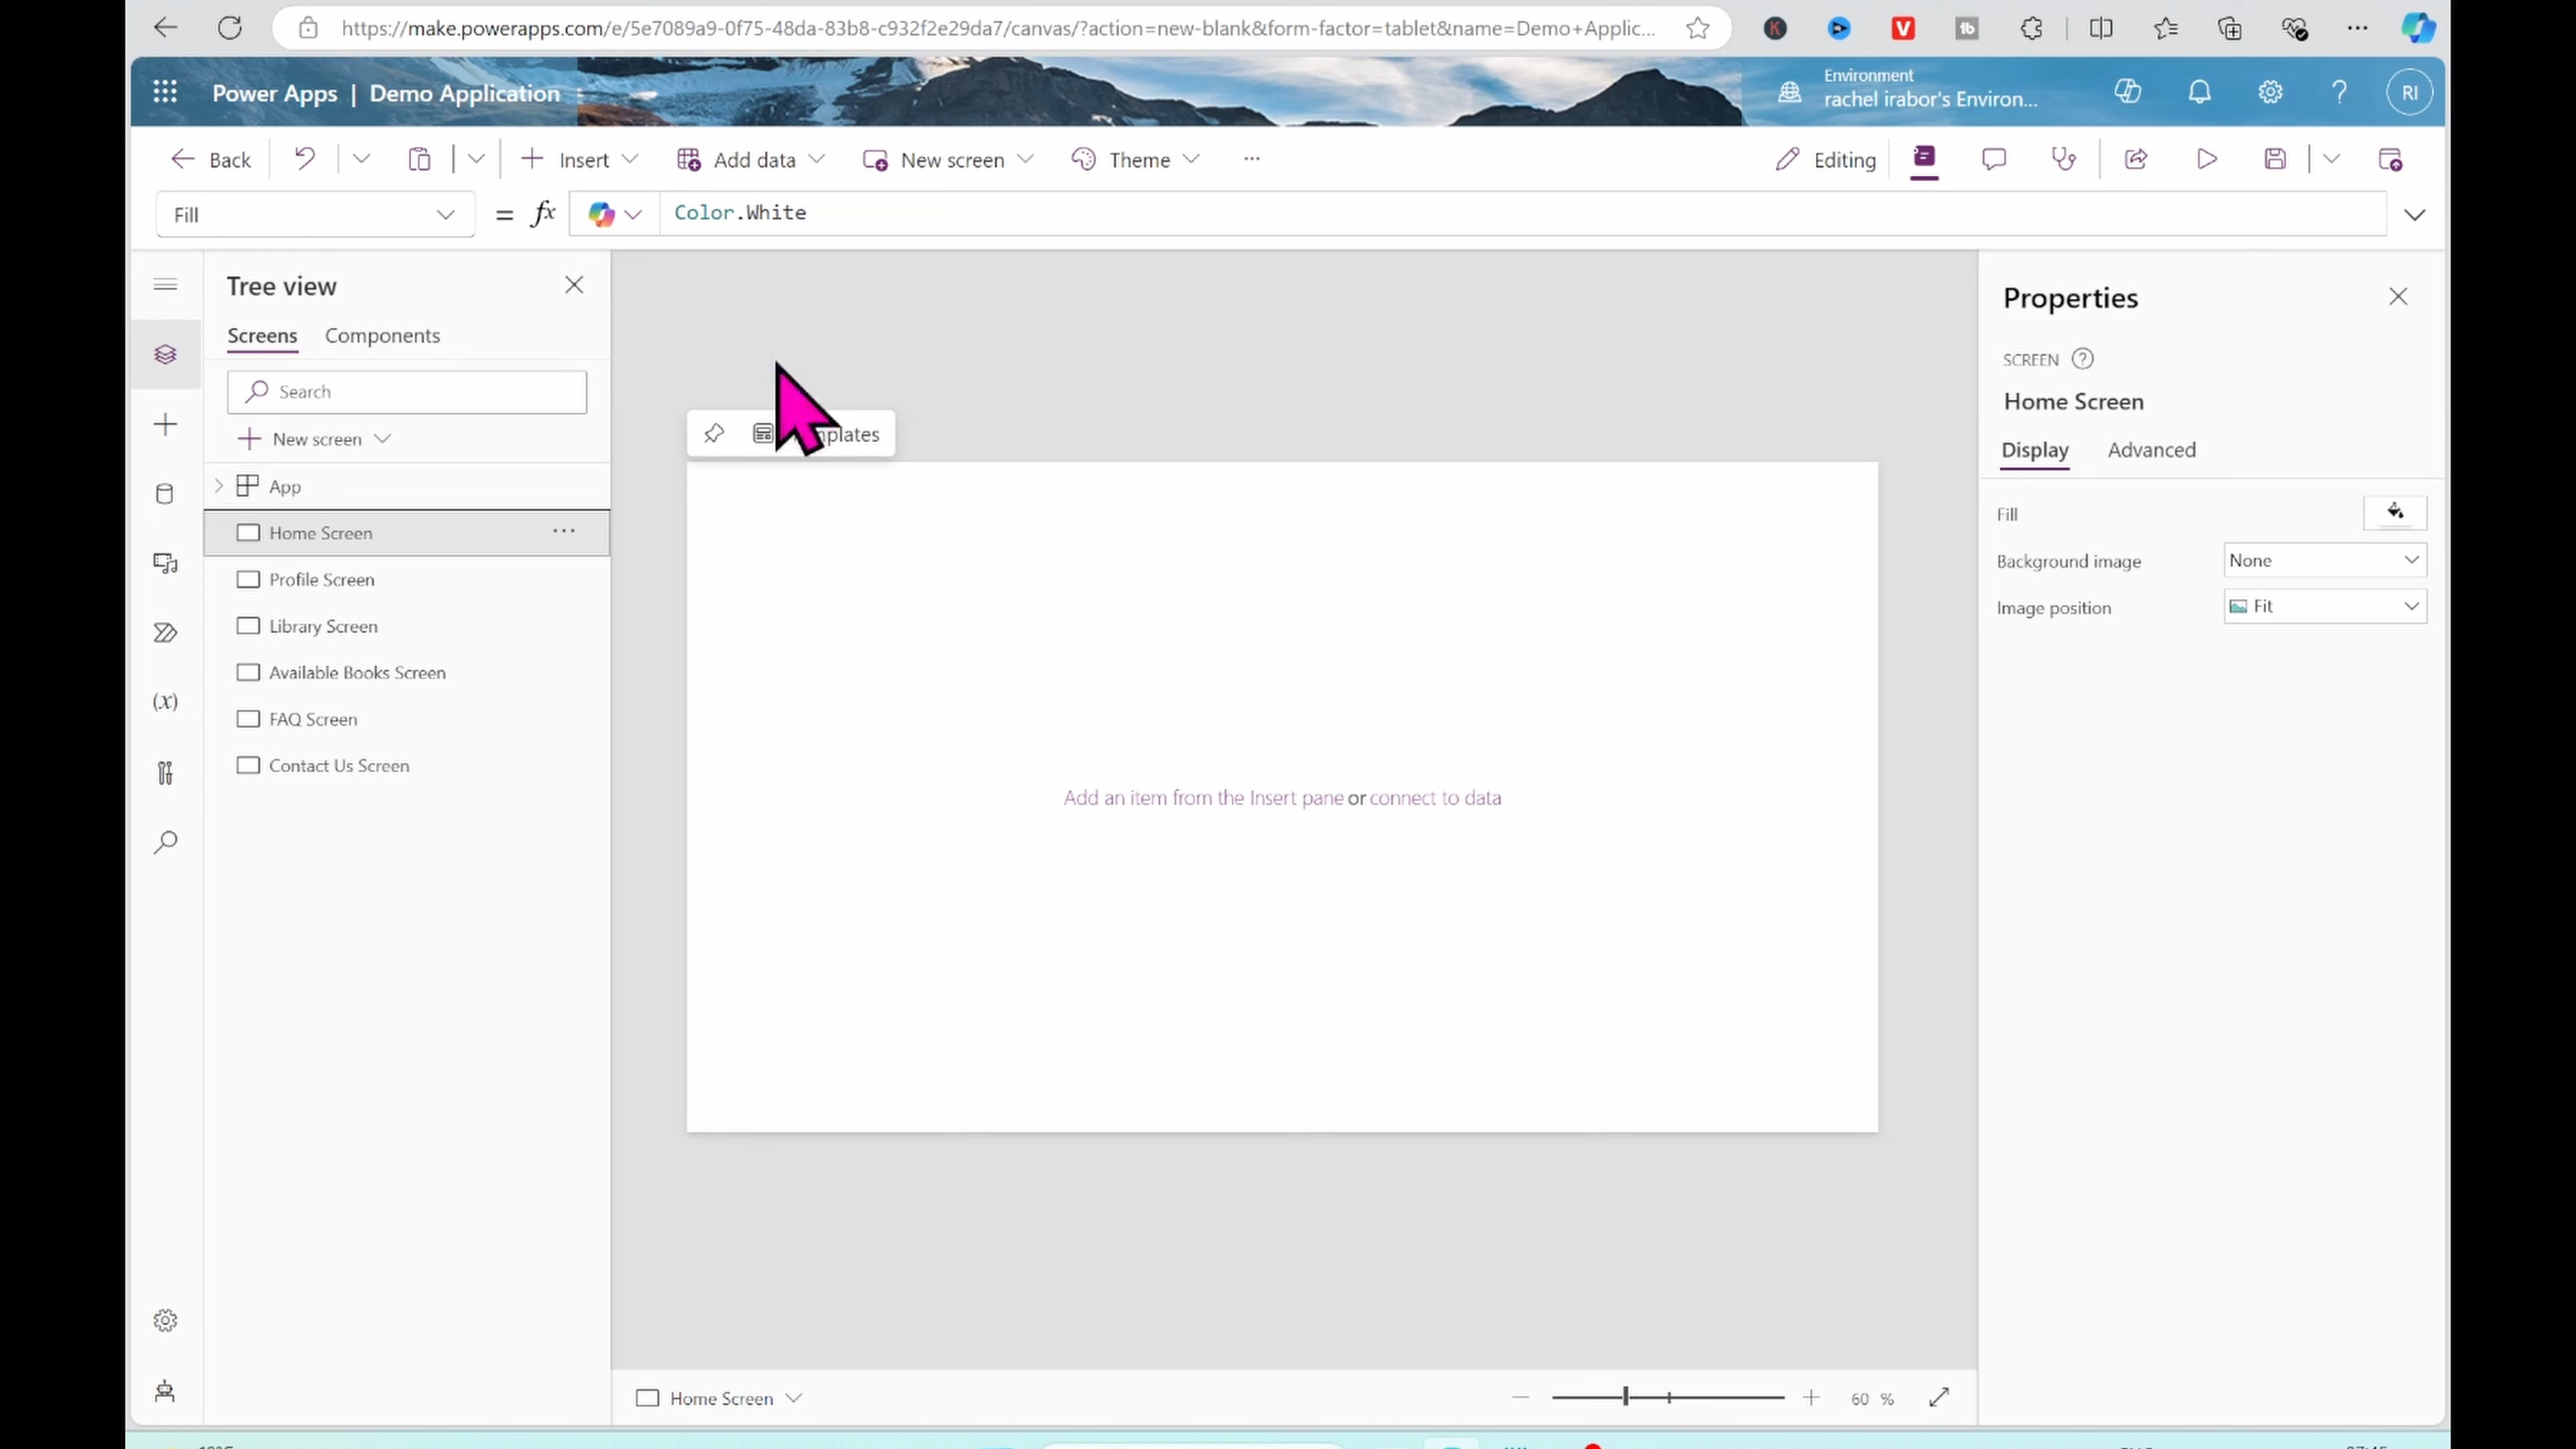 https://make.powerapps.com/e/5e7089a9-0f75-48da-83b8-c932f2e29da7/canvas/?action=new-blank&form-factor=tablet&name=Demo+Applic...
Power Apps | Demo Application
Environment
rachel irabor's Environ...
RI
Back
Insert
Add data
New screen
Theme
Editing
Fill
= fx
Color.White
Tree view
Screens
Components
Search
New screen
App
Home Screen
Profile Screen
Library Screen
Available Books Screen
FAQ Screen
Contact Us Screen
Add an item from the Insert pane or connect to data
Properties
SCREEN
Home Screen
Display
Advanced
Fill
Background image
None
Image position
Fit
Home Screen
60 %